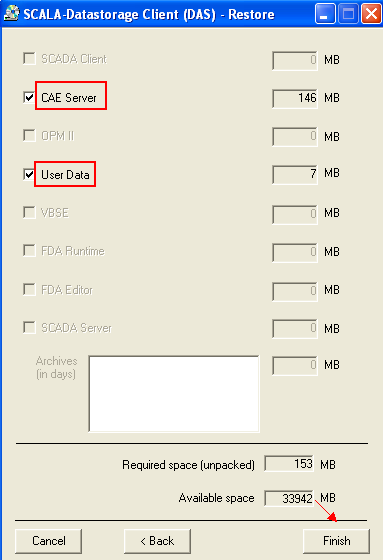 SCALA-Datastorage Client (DAS) - Restore
SCADA Client 0 MB
CAE Server 146 MB
OPM II 0 MB
User Data 7 MB
VBSE 0 MB
FDA Runtime 0 MB
FDA Editor 0 MB
SCADA Server 0 MB
Archives 0 MB
(in days)
Required space (unpacked) 153 MB
Available space 33942 MB
Cancel < Back Finish